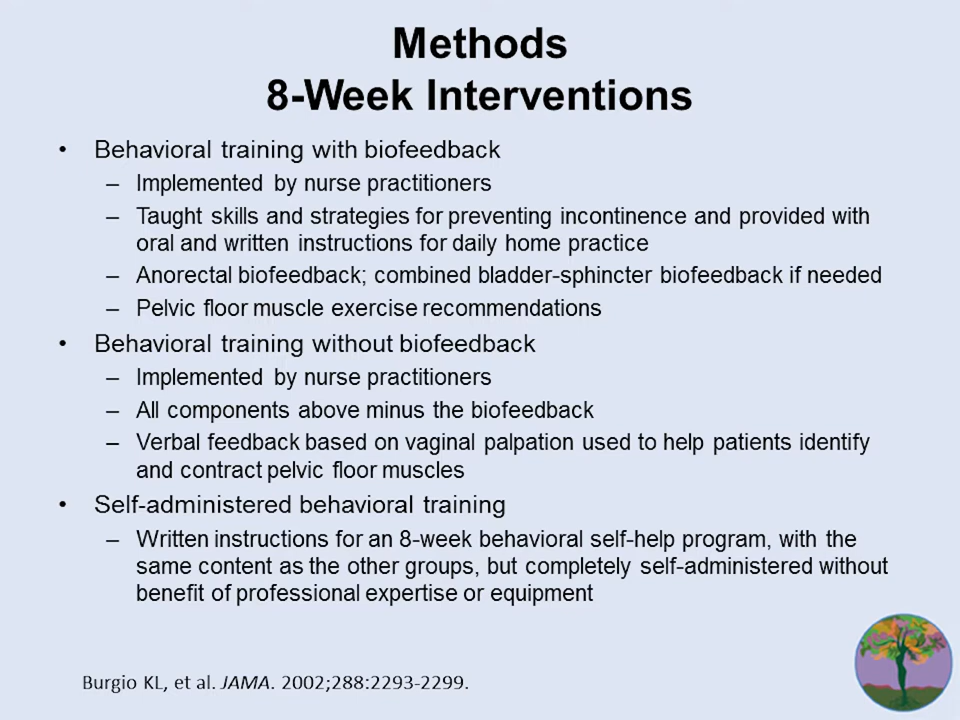 Methods
8-Week Interventions
• Behavioral training with biofeedback
– Implemented by nurse practitioners
– Taught skills and strategies for preventing incontinence and provided with
oral and written instructions for daily home practice
– Anorectal biofeedback; combined bladder-sphincter biofeedback if needed
– Pelvic floor muscle exercise recommendations
• Behavioral training without biofeedback
– Implemented by nurse practitioners
– All components above minus the biofeedback
– Verbal feedback based on vaginal palpation used to help patients identify
and contract pelvic floor muscles
• Self-administered behavioral training
– Written instructions for an 8-week behavioral self-help program, with the
same content as the other groups, but completely self-administered without
benefit of professional expertise or equipment
Burgio KL, et al. JAMA. 2002;288:2293-2299.